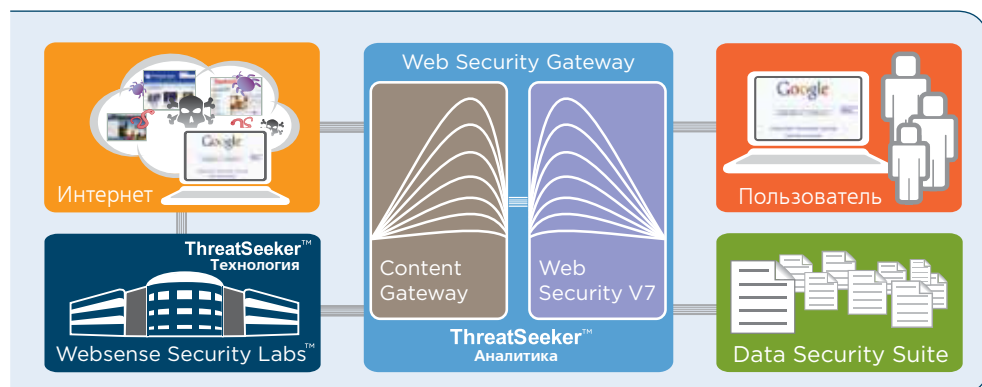 Google
Интернет
Web Security Gateway
Content
Gateway
Web
Security V7
ThreatSeeker™
Аналитика
Google
Пользователь
ThreatSeeker™
Технология
Websense Security Labs™
Data Security Suite